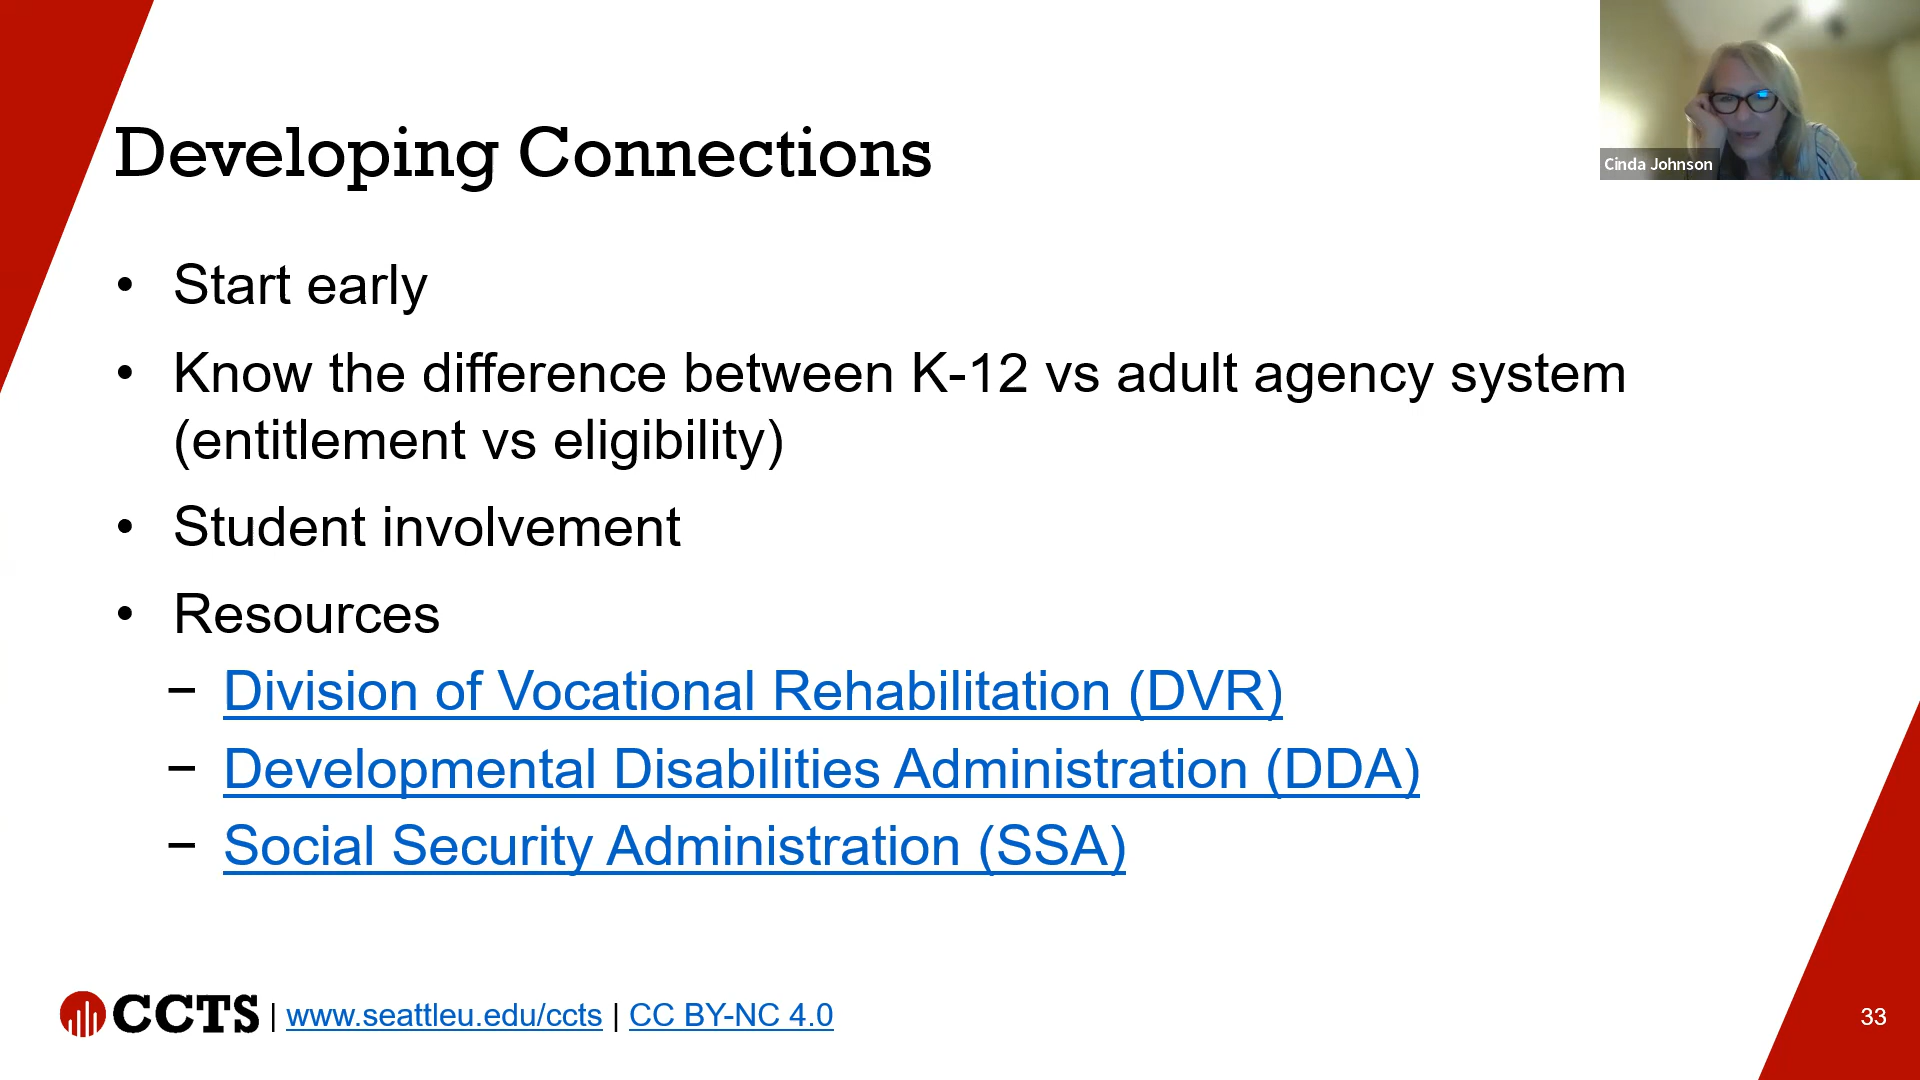 Developing Connections
Cinda Johnson
• Start early
• Know the difference between K-12 vs adult agency system
(entitlement vs eligibility)
• Student involvement
• Resources
− Division of Vocational Rehabilitation (DVR)
− Developmental Disabilities Administration (DDA)
− Social Security Administration (SSA)
CCTS | www.seattleu.edu/ccts | CC BY-NC 4.0
33